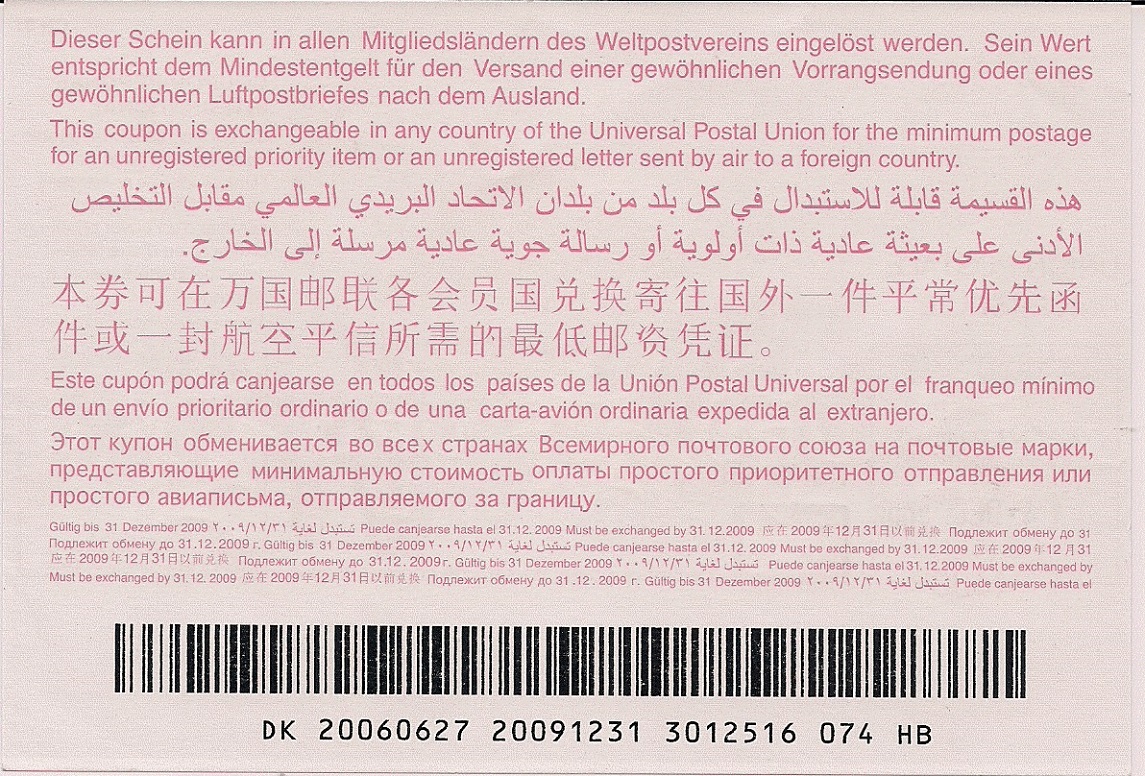 Dieser Schein kann in allen Mitgliedsländern des Weltpostvereins eingelöst werden. Sein Wert
entspricht dem Mindestentgelt für den Versand einer gewöhnlichen Vorrangsendung oder eines
gewöhnlichen Luftpostbriefes nach dem Ausland.
This coupon is exchangeable in any country of the Universal Postal Union for the minimum postage
for an unregistered priority item or an unregistered letter sent by air to a foreign country.
هذه القسيمة قابلة للاستبدال في كل بلد من بلدان الاتحاد البريدي العالمي مقابل التخليص
الأدنى على بعيثة عادية ذات أولوية أو رسالة جوية عادية مرسلة إلى الخارج.
本券可在万国邮联各会员国兑换寄往国外一件平常优先函
件或一封航空平信所需的最低邮资凭证。
Este cupón podrá canjearse en todos los países de la Unión Postal Universal por el franqueo mínimo
de un envío prioritario ordinario o de una carta-avión ordinaria expedida al extranjero.
Этот купон обменивается во всех странах Всемирного почтового союза на почтовые марки,
представляющие минимальную стоимость оплаты простого приоритетного отправления или
простого авиаписьма, отправляемого за границу.
Gültig bis 31 Dezember 2009 تستبدل لغاية ٢٠٠٩/١٢/٣١ Puede canjearse hasta el 31.12. 2009 Must be exchanged by 31.12.2009 应在2009年12月31日以前兑换 Подлежит обмену до 31
Подлежит обмену до 31.12.2009 г. Gültig bis 31 Dezember 2009 تستبدل لغاية ٢٠٠٩/١٢/٣١ Puede canjearse hasta el 31.12. 2009 Must be exchanged by 31.12.2009 应在2009年12月31
应在2009年12月31日以前兑换 Подлежит обмену до 31.12.2009 г. Gültig bis 31 Dezember 2009 تستبدل لغاية ٢٠٠٩/١٢/٣١ Puede canjearse hasta el 31.12.2009 Must be exchanged by
Must be exchanged by 31.12.2009 应在2009年12月31日以前兑换 Подлежит обмену до 31.12. 2009 г. Gültig bis 31 Dezember 2009 تستبدل لغاية ٢٠٠٩/١٢/٣١ Puede canjearse hasta el
DK 20060627 20091231 3012516 074 HB